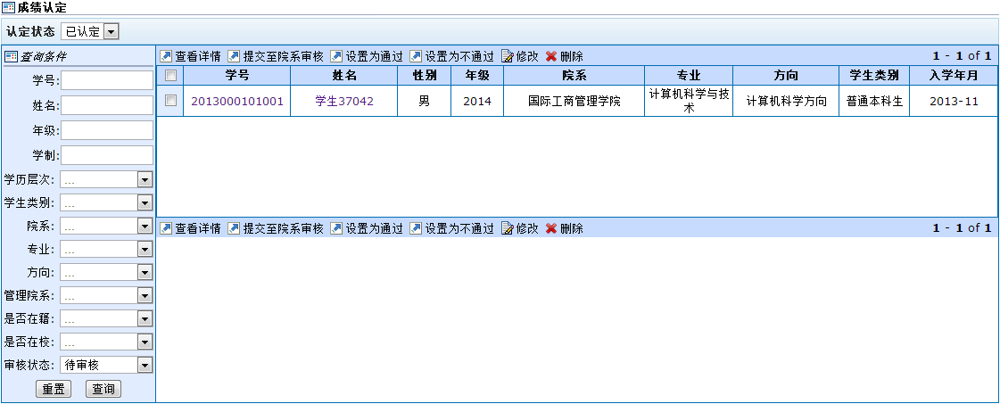 成绩认定
认定状态 已认定
查询条件
学号:
姓名:
年级:
学制:
学历层次: ...
学生类别: ...
院系: ...
专业: ...
方向: ...
管理院系: ...
是否在籍: ...
是否在校: ...
审核状态: 待审核
重置 查询
查看详情 提交至院系审核 设置为通过 设置为不通过 修改 删除 1 - 1 of 1
学号 姓名 性别 年级 院系 专业 方向 学生类别 入学年月
2013000101001 学生37042 男 2014 国际工商管理学院 计算机科学与技术 计算机科学方向 普通本科生 2013-11
查看详情 提交至院系审核 设置为通过 设置为不通过 修改 删除 1 - 1 of 1